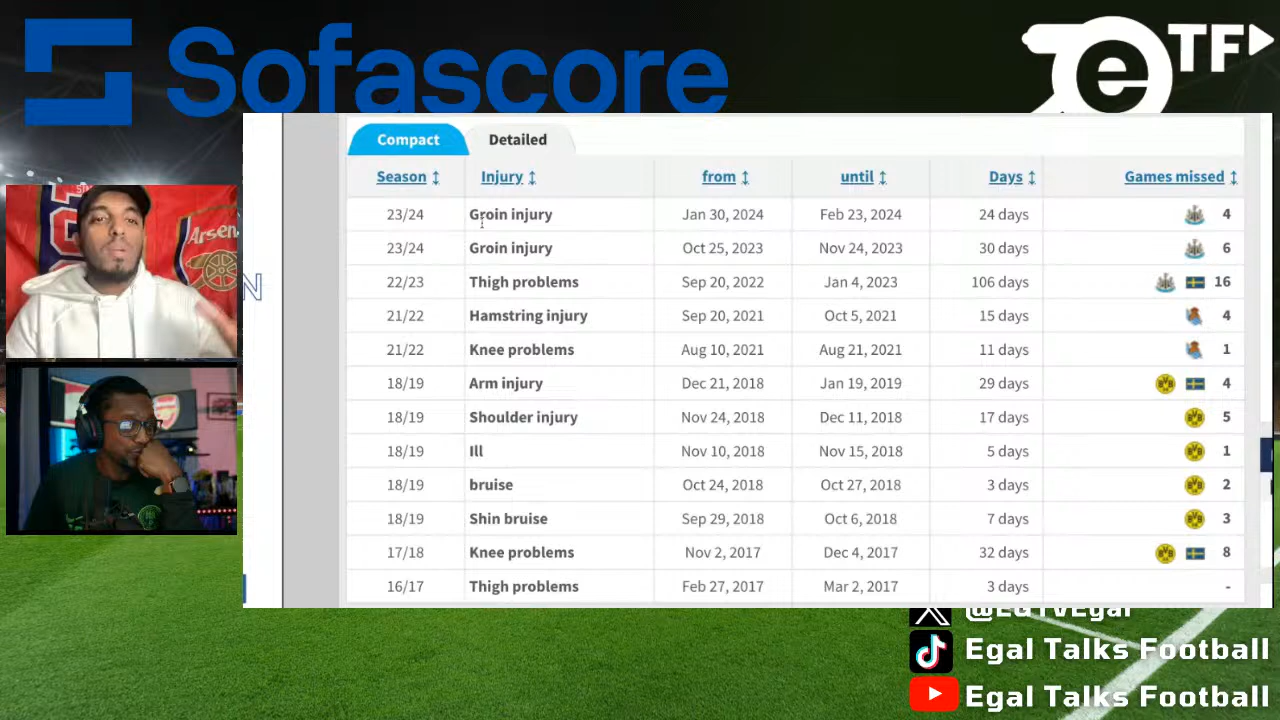 Sofascore
e TF
Compact Detailed
Season Injury from until Days Games missed
23/24 Groin injury Jan 30, 2024 Feb 23, 2024 24 days 4
23/24 Groin injury Oct 25, 2023 Nov 24, 2023 30 days 6
22/23 Thigh problems Sep 20, 2022 Jan 4, 2023 106 days 16
21/22 Hamstring injury Sep 20, 2021 Oct 5, 2021 15 days 4
21/22 Knee problems Aug 10, 2021 Aug 21, 2021 11 days 1
18/19 Arm injury Dec 21, 2018 Jan 19, 2019 29 days 4
18/19 Shoulder injury Nov 24, 2018 Dec 11, 2018 17 days 5
18/19 Ill Nov 10, 2018 Nov 15, 2018 5 days 1
18/19 bruise Oct 24, 2018 Oct 27, 2018 3 days 2
18/19 Shin bruise Sep 29, 2018 Oct 6, 2018 7 days 3
17/18 Knee problems Nov 2, 2017 Dec 4, 2017 32 days 8
16/17 Thigh problems Feb 27, 2017 Mar 2, 2017 3 days -
Arsen
N
@EGTVEgal
Egal Talks Football
Egal Talks Football